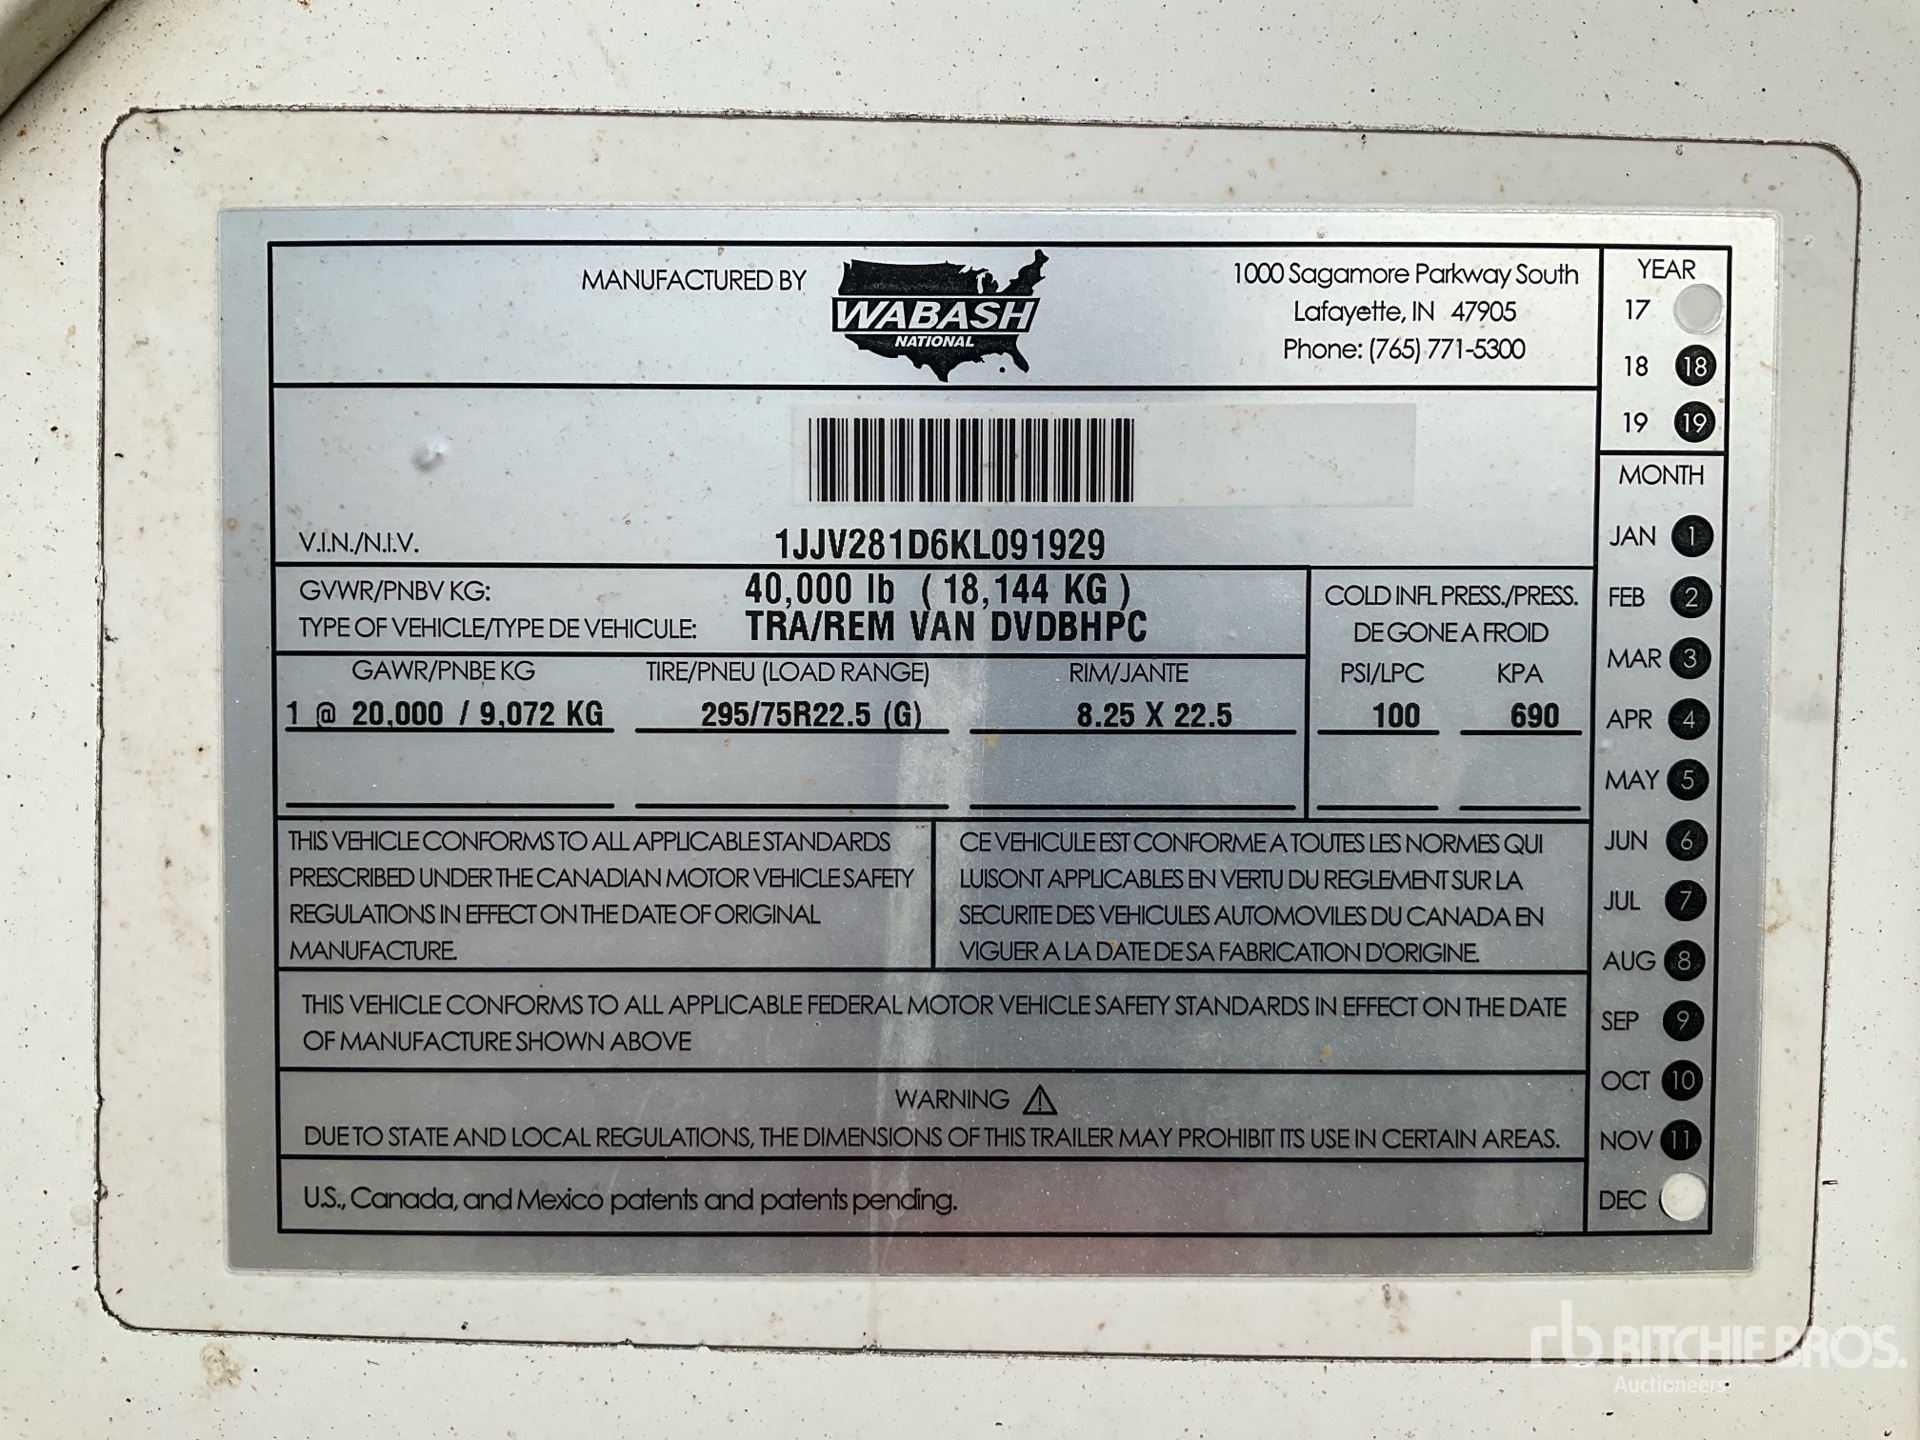 MANUFACTURED BY
WABASH
NATIONAL
1000 Sagamore Parkway South
Lafayette, IN 47905
Phone: (765) 771-5300
YEAR
17
18 18
19 19
MONTH
JAN 1
FEB 2
MAR 3
APR 4
MAY 5
JUN 6
JUL 7
AUG 8
SEP 9
OCT 10
NOV 11
DEC
V.I.N./N.I.V. 1JJV281D6KL091929
GVWR/PNBV KG: 40,000 lb ( 18,144 KG )
TYPE OF VEHICLE/TYPE DE VEHICULE: TRA/REM VAN DVDBHPC
COLD INFL PRESS./PRESS.
DE GONE A FROID
GAWR/PNBE KG TIRE/PNEU (LOAD RANGE) RIM/JANTE PSI/LPC KPA
1 @ 20,000 / 9,072 KG 295/75R22.5 (G) 8.25 X 22.5 100 690
THIS VEHICLE CONFORMS TO ALL APPLICABLE STANDARDS
PRESCRIBED UNDER THE CANADIAN MOTOR VEHICLE SAFETY
REGULATIONS IN EFFECT ON THE DATE OF ORIGINAL
MANUFACTURE.
CE VEHICULE EST CONFORME A TOUTES LES NORMES QUI
LUISONT APPLICABLES EN VERTU DU REGLEMENT SUR LA
SECURITE DES VEHICULES AUTOMOVILES DU CANADA EN
VIGUER A LA DATE DE SA FABRICATION D'ORIGINE.
THIS VEHICLE CONFORMS TO ALL APPLICABLE FEDERAL MOTOR VEHICLE SAFETY STANDARDS IN EFFECT ON THE DATE
OF MANUFACTURE SHOWN ABOVE
WARNING
DUE TO STATE AND LOCAL REGULATIONS, THE DIMENSIONS OF THIS TRAILER MAY PROHIBIT ITS USE IN CERTAIN AREAS.
U.S., Canada, and Mexico patents and patents pending.
rb RITCHIE BROS.
Auctioneers